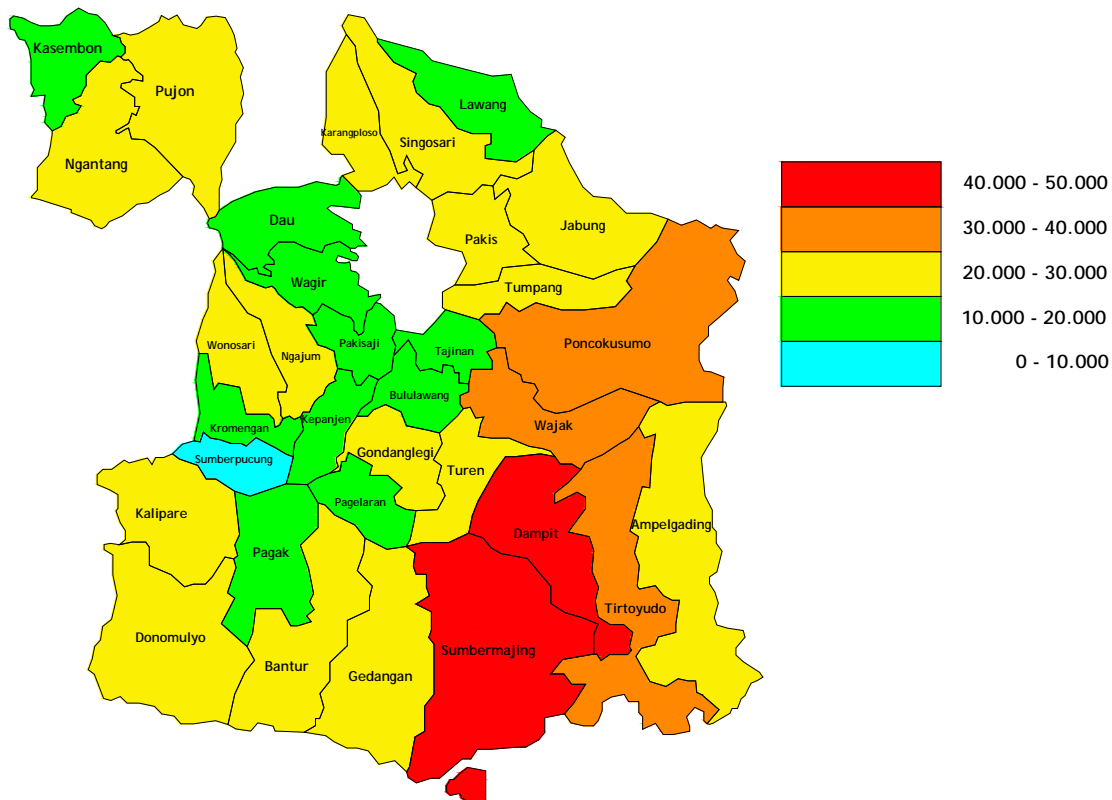 Kasembon
Pujon
Ngantang
Karangploso
Singosari
Lawang
Dau
Pakis
Jabung
Wagir
Tumpang
Wonosari
Ngajum
Pakisaji
Tajinan
Poncokusumo
Bululawang
Kromengan
Kepanjen
Wajak
Sumberpucung
Gondanglegi
Turen
Kalipare
Pagelaran
Dampit
Ampelgading
Pagak
Tirtoyudo
Donomulyo
Bantur
Gedangan
Sumbermajing
40.000 - 50.000
30.000 - 40.000
20.000 - 30.000
10.000 - 20.000
0 - 10.000